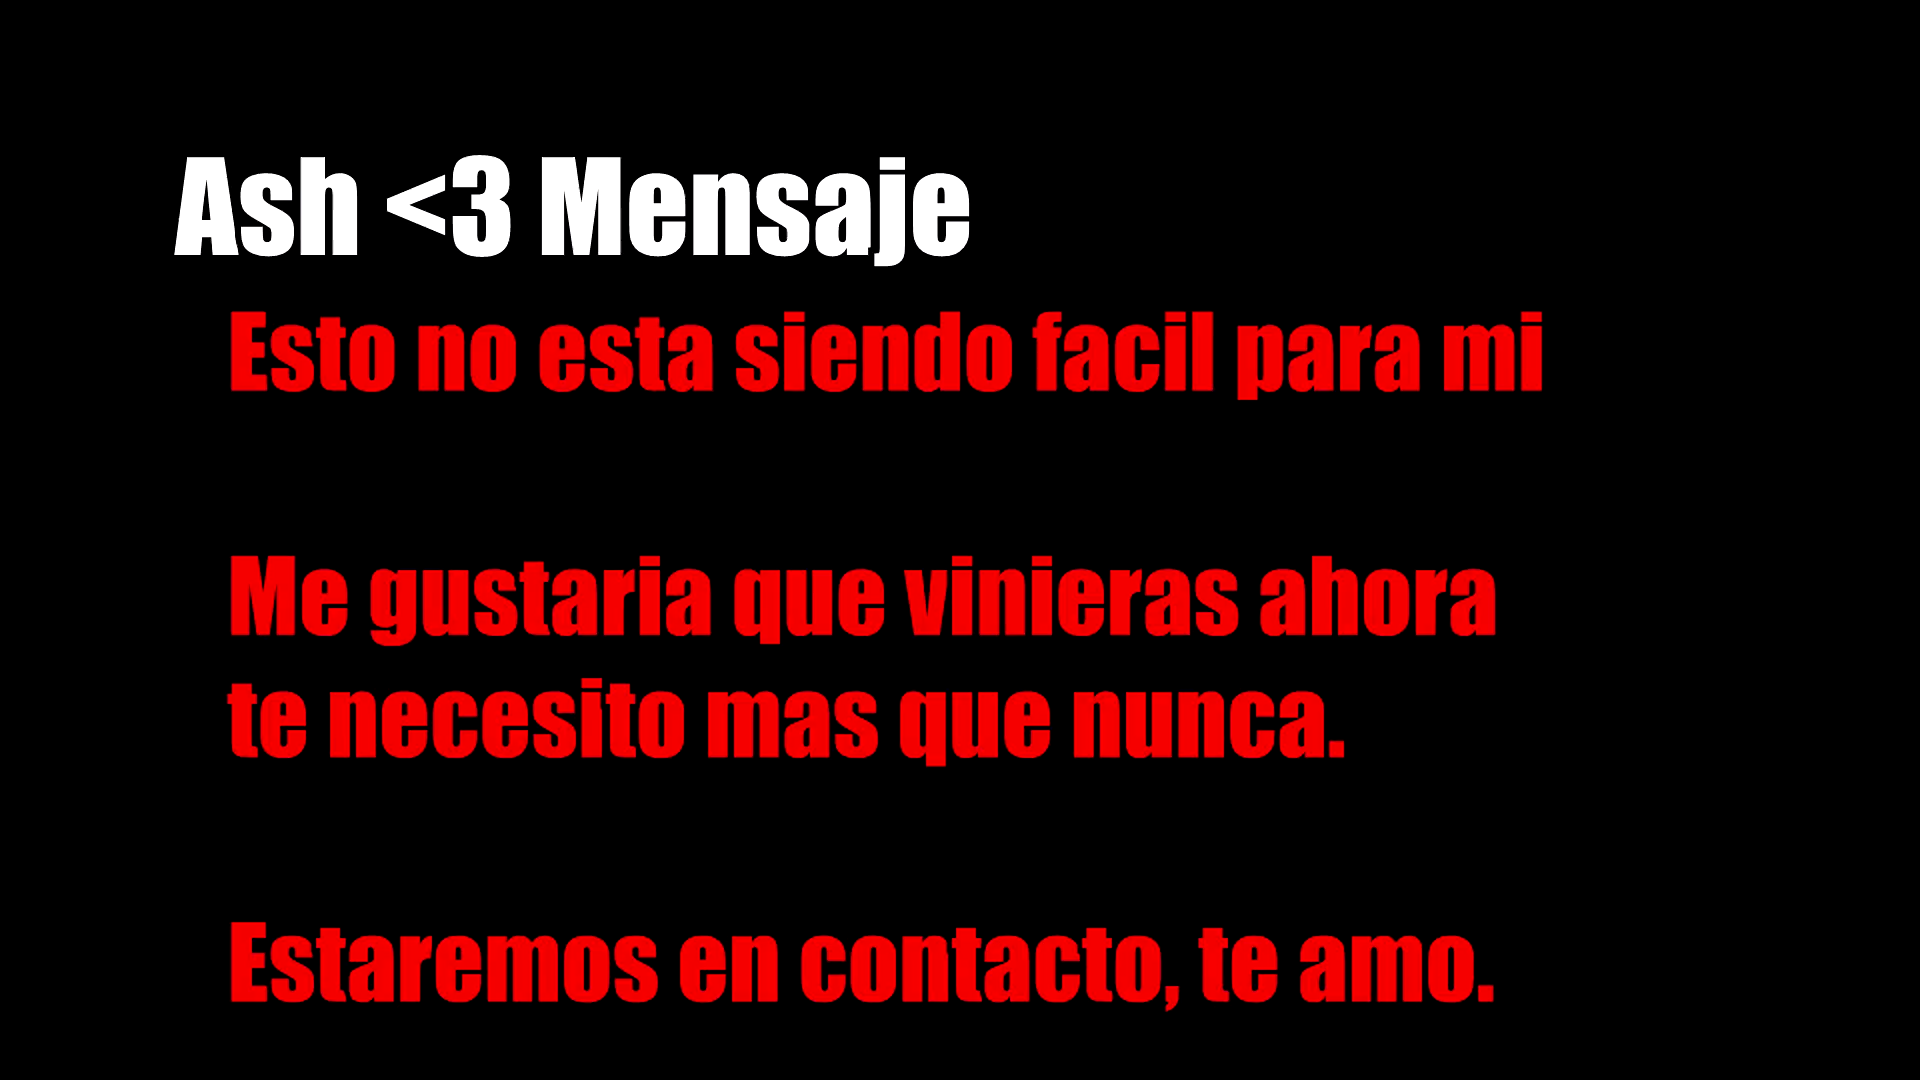 Ash <3 Mensaje
Esto no esta siendo facil para mi
Me gustaria que vinieras ahora
te necesito mas que nunca.
Estaremos en contacto, te amo.